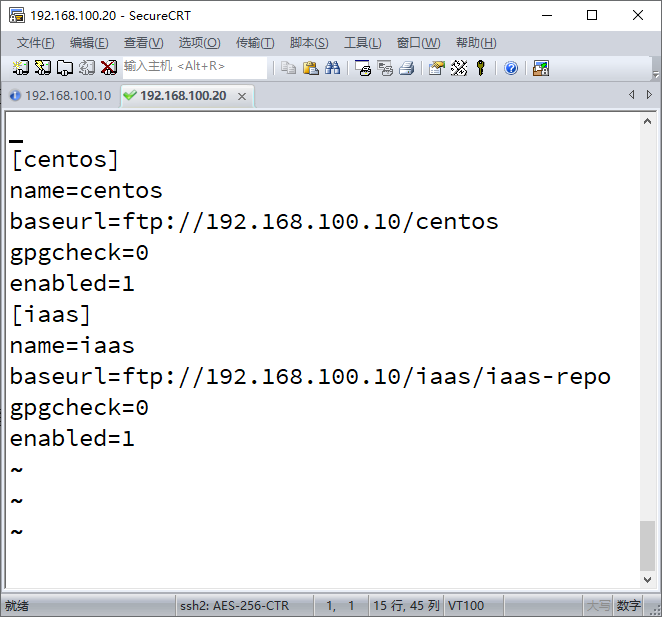 192.168.100.20 - SecureCRT
文件(F) 编辑(E) 查看(V) 选项(O) 传输(T) 脚本(S) 工具(L) 窗口(W) 帮助(H)
输入主机 <Alt+R>
192.168.100.10 192.168.100.20
[centos]
name=centos
baseurl=ftp://192.168.100.10/centos
gpgcheck=0
enabled=1
[iaas]
name=iaas
baseurl=ftp://192.168.100.10/iaas/iaas-repo
gpgcheck=0
enabled=1
~
~
~
就绪 ssh2: AES-256-CTR 1, 1 15 行, 45 列 VT100 大写 数字